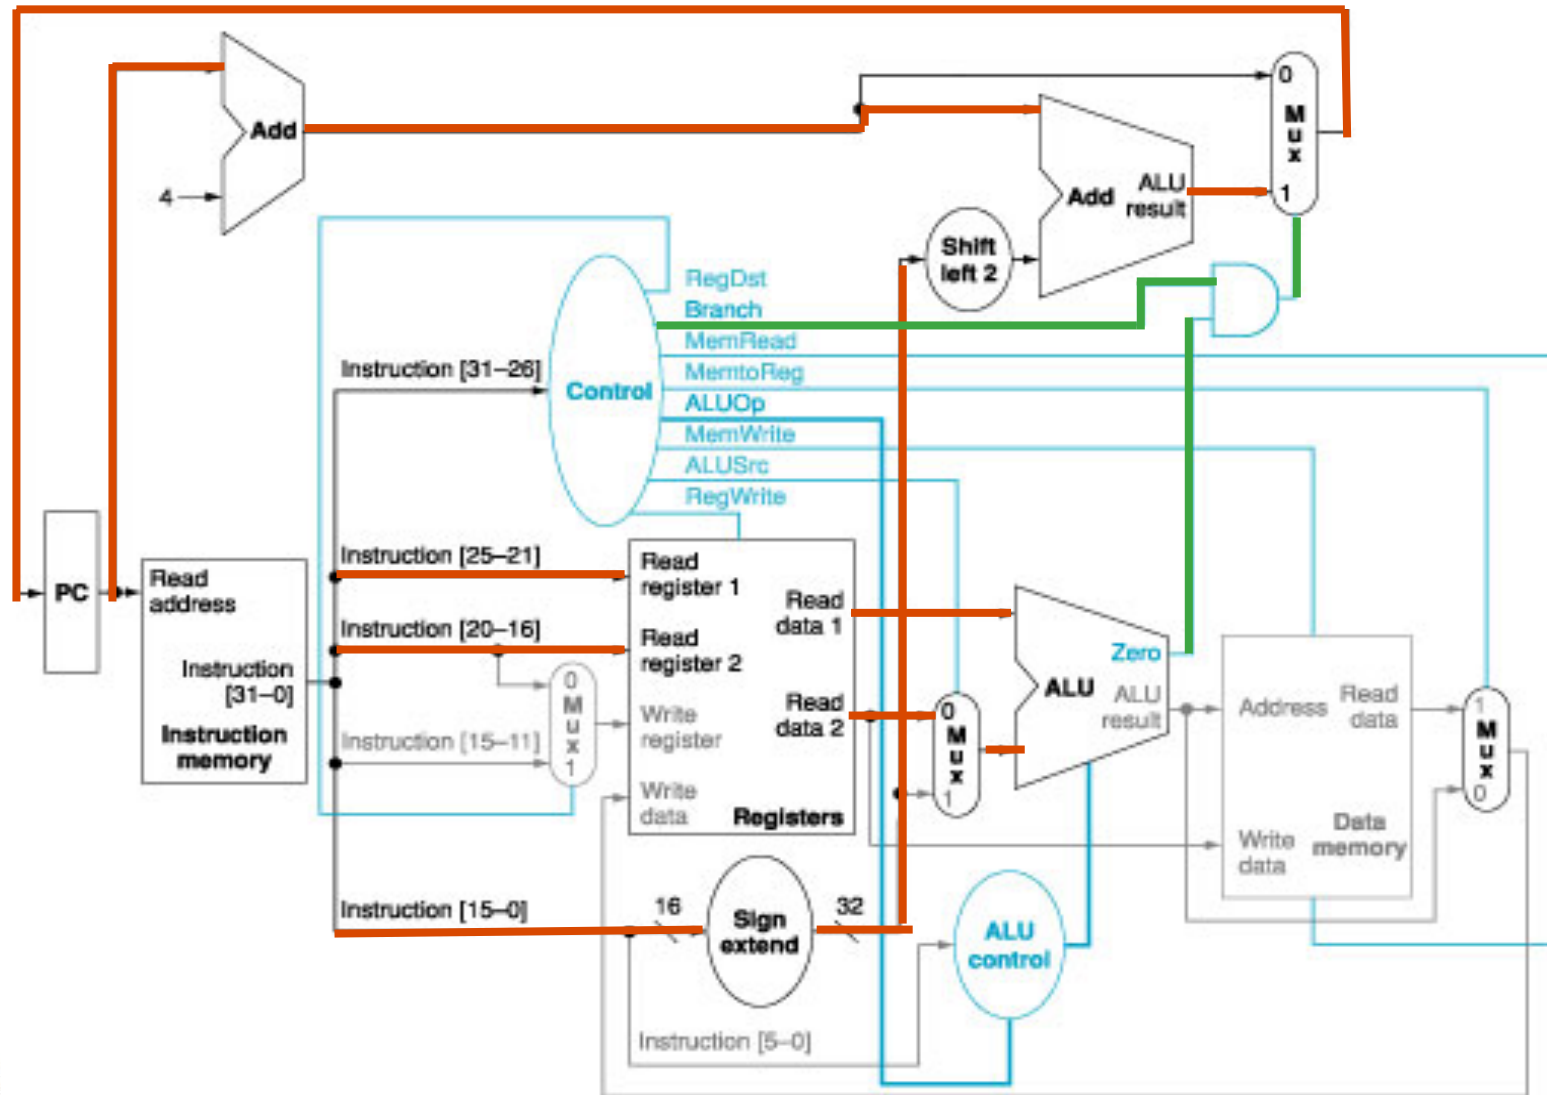 Add
4
0
Mux
1
Add
ALU
result
Shift
left 2
RegDst
Branch
MemRead
MemtoReg
ALUOp
MemWrite
ALUSrc
RegWrite
Control
Instruction [31–26]
Instruction [25–21]
Instruction [20–16]
Instruction [15–11]
Instruction [15–0]
Instruction [5–0]
PC
Read
address
Instruction
[31–0]
Instruction
memory
0
Mux
1
Read
register 1
Read
register 2
Write
register
Write
data
Read
data 1
Read
data 2
Registers
16
Sign
extend
32
0
Mux
1
Zero
ALU
ALU
result
ALU
control
Address
Read
data
Write
data
Data
memory
1
Mux
0